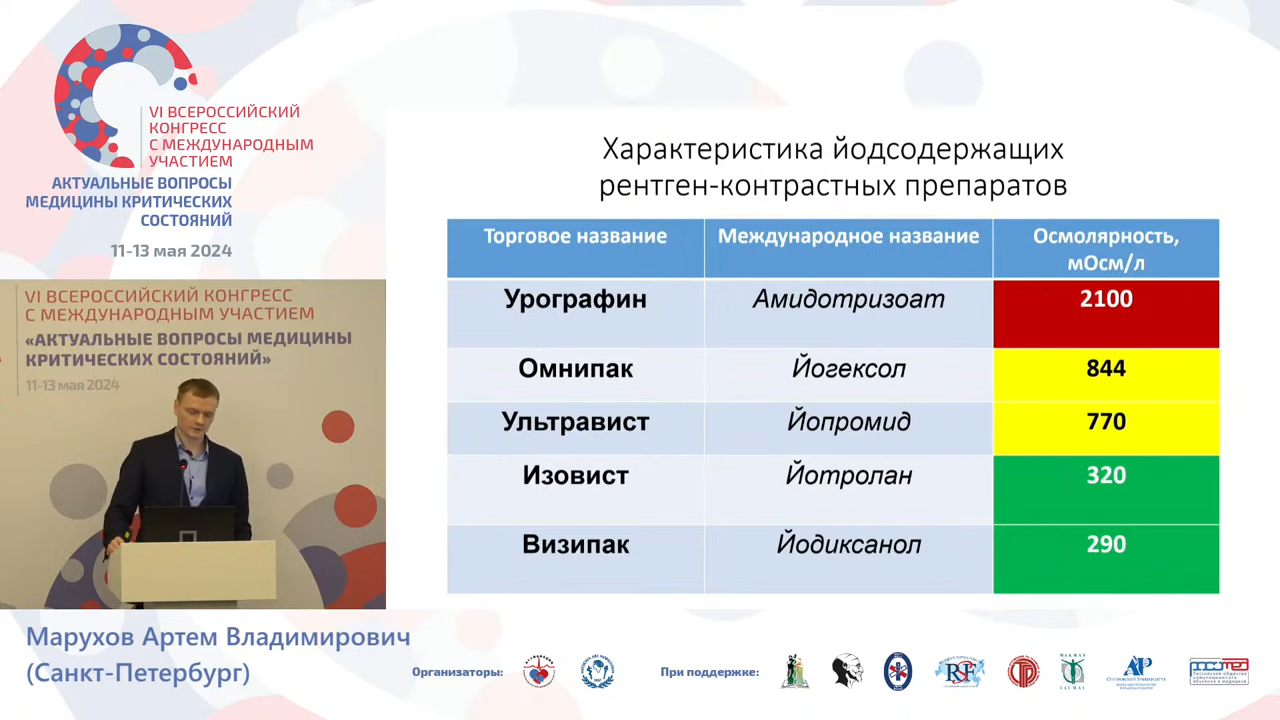 VI ВСЕРОССИЙСКИЙ
КОНГРЕСС
С МЕЖДУНАРОДНЫМ
УЧАСТИЕМ
АКТУАЛЬНЫЕ ВОПРОСЫ
МЕДИЦИНЫ КРИТИЧЕСКИХ
СОСТОЯНИЙ
11-13 мая 2024
VI ВСЕРОССИЙСКИЙ КОНГРЕСС
С МЕЖДУНАРОДНЫМ УЧАСТИЕМ
«АКТУАЛЬНЫЕ ВОПРОСЫ МЕДИЦИНЫ
КРИТИЧЕСКИХ СОСТОЯНИЙ»
11-13 мая 2024
Характеристика йодсодержащих
рентген-контрастных препаратов
Торговое название Международное название Осмолярность,
мОсм/л
Урографин Амидотризоат 2100
Омнипак Йогексол 844
Ультравист Йопромид 770
Изовист Йотролан 320
Визипак Йодиксанол 290
Марухов Артем Владимирович
(Санкт-Петербург)
Организаторы:
При поддержке: